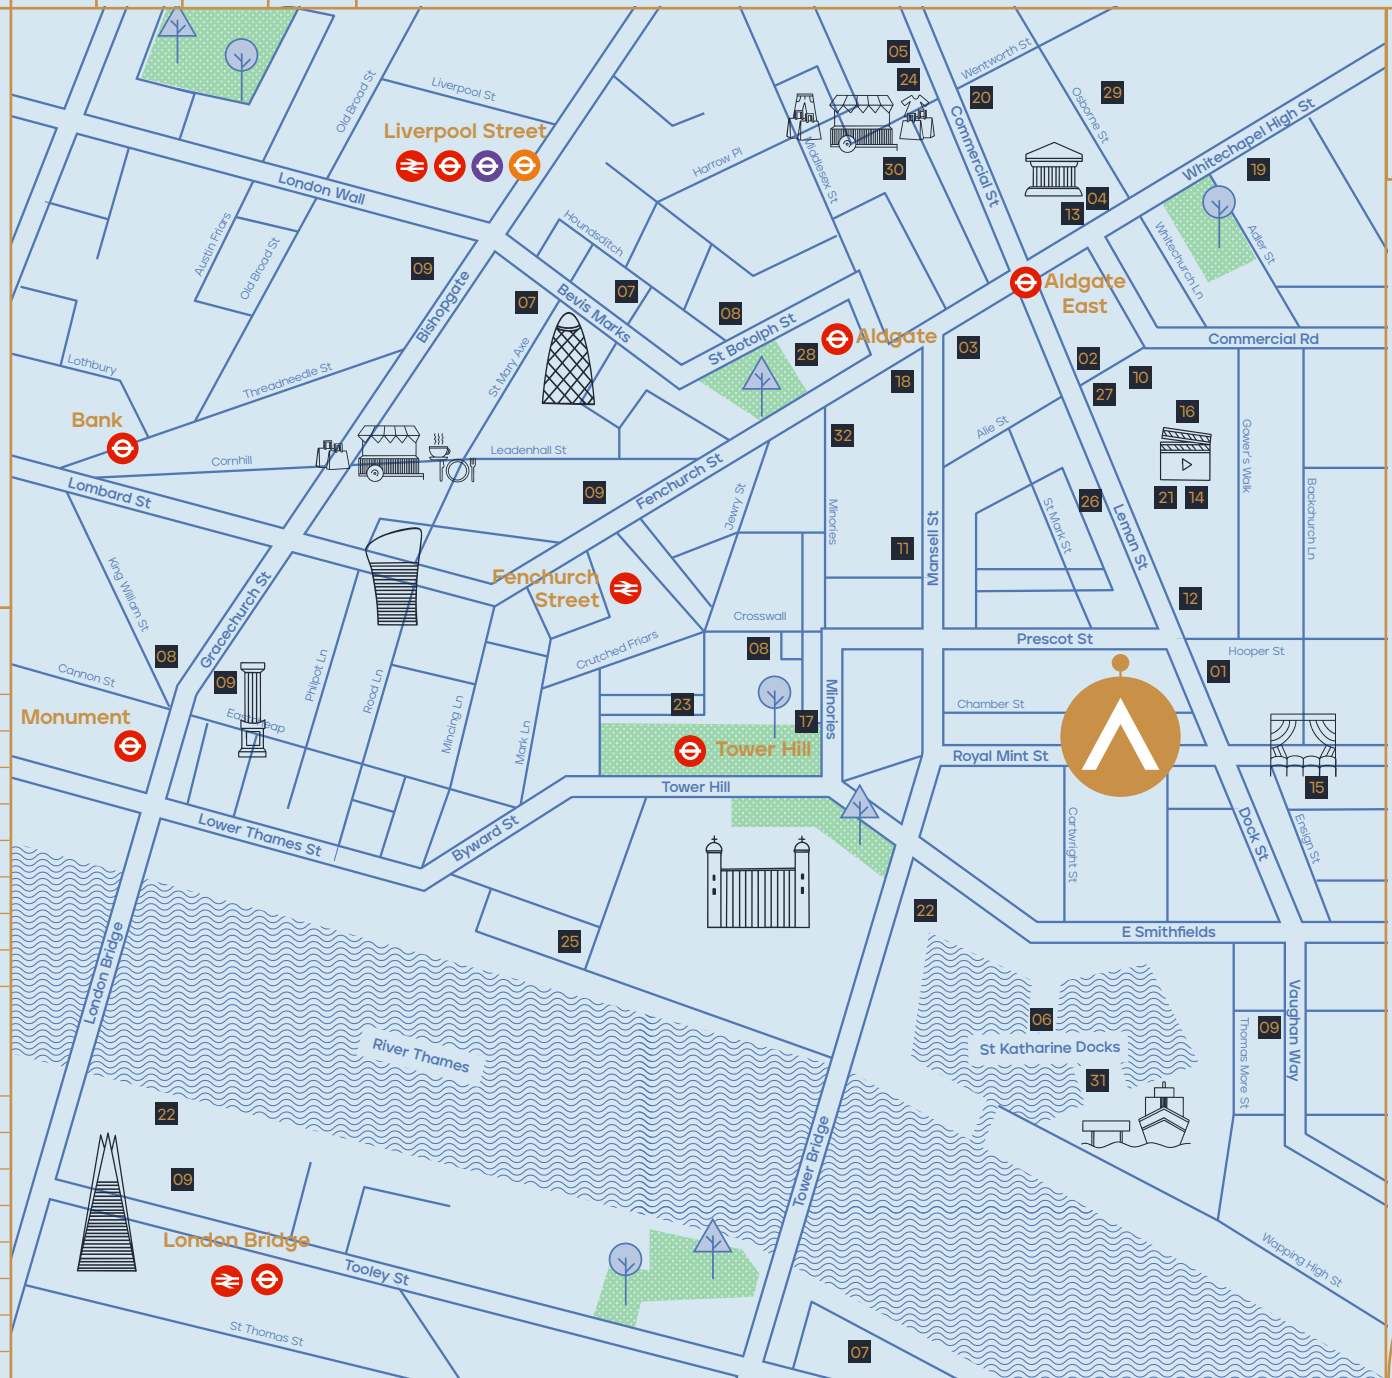 05
24
Wentworth St
20
29
Liverpool St
Old Broad St
Osborne St
Commercial St
Whitechapel High St
Liverpool Street
Harrow Pl
Middlesex St
30
19
London Wall
04
13
Austin Friars
Old Broad St
Houndsditch
Whitechurch Ln
Adler St
09
Bishopsgate
07
07
Bevis Marks
08
Aldgate
East
St Botolph St
28
Aldgate
03
Commercial Rd
Lothbury
Threadneedle St
St Mary Axe
18
02
10
27
Bank
16
32
Alie St
Gower's Walk
Cornhill
Leadenhall St
Lombard St
Fenchurch St
09
Jewry St
Minories
26
21
14
St Mark St
Leman St
Backchurch Ln
Mansell St
11
King William St
Gracechurch St
Fenchurch
Street
12
Crosswall
Prescot St
08
09
Philpot Ln
Rood Ln
Crutched Friars
08
Hooper St
01
Cannon St
Monument
Eastcheap
Mincing Ln
Mark Ln
23
17
Minories
Chamber St
Tower Hill
Royal Mint St
Tower Hill
15
Lower Thames St
Byward St
Cartwright St
Dock St
Ensign St
London Bridge
25
22
E Smithfields
River Thames
06
St Katharine Docks
31
Thomas More St
09
Vaughan Way
22
Tower Bridge
09
London Bridge
Tooley St
Wapping High St
St Thomas St
07